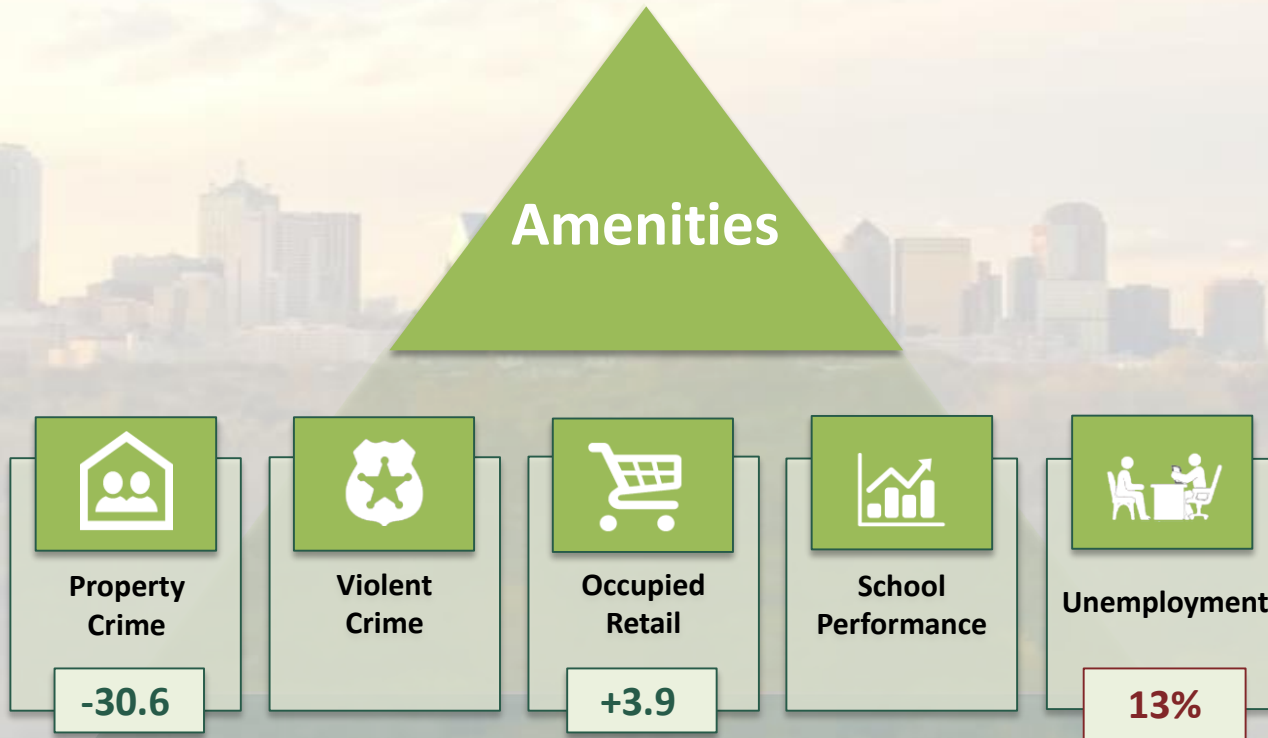 Amenities
Property
Crime
-30.6
Violent
Crime
Occupied
Retail
+3.9
School
Performance
Unemployment
13%